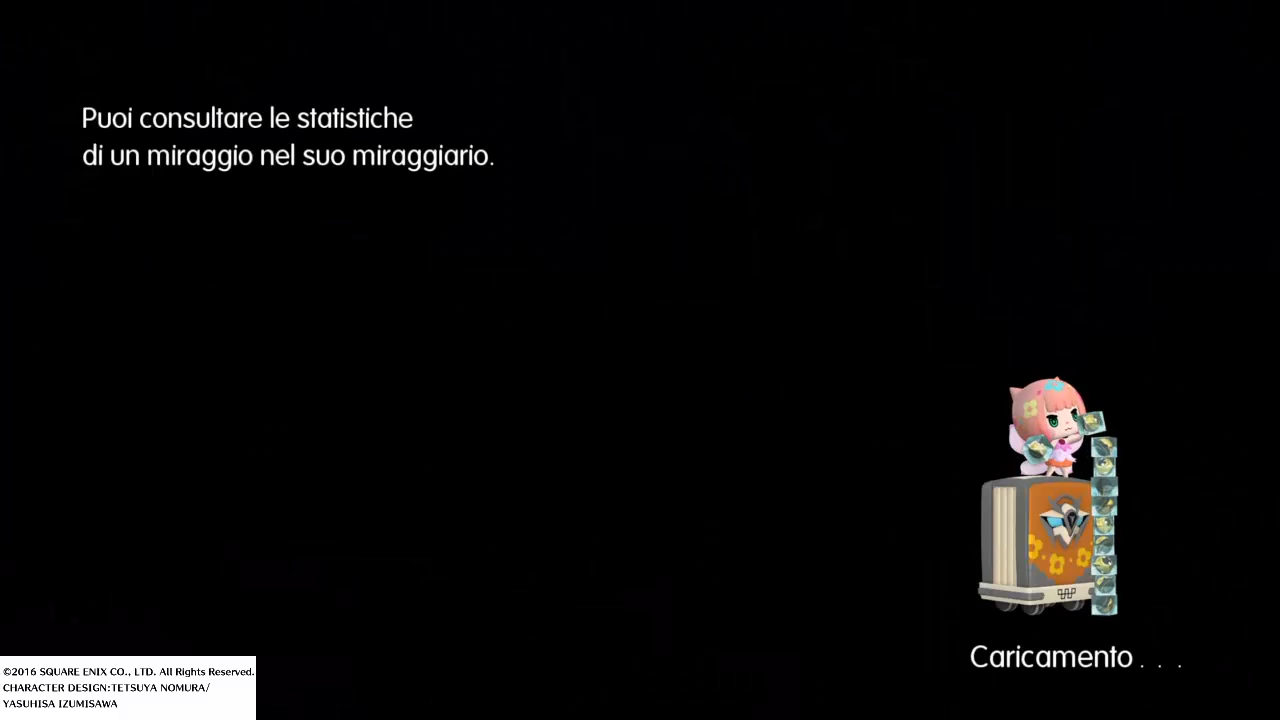 Puoi consultare le statistiche
di un miraggio nel suo miraggiario.
Caricamento . . .
©2016 SQUARE ENIX CO., LTD. All Rights Reserved.
CHARACTER DESIGN:TETSUYA NOMURA/
YASUHISA IZUMISAWA